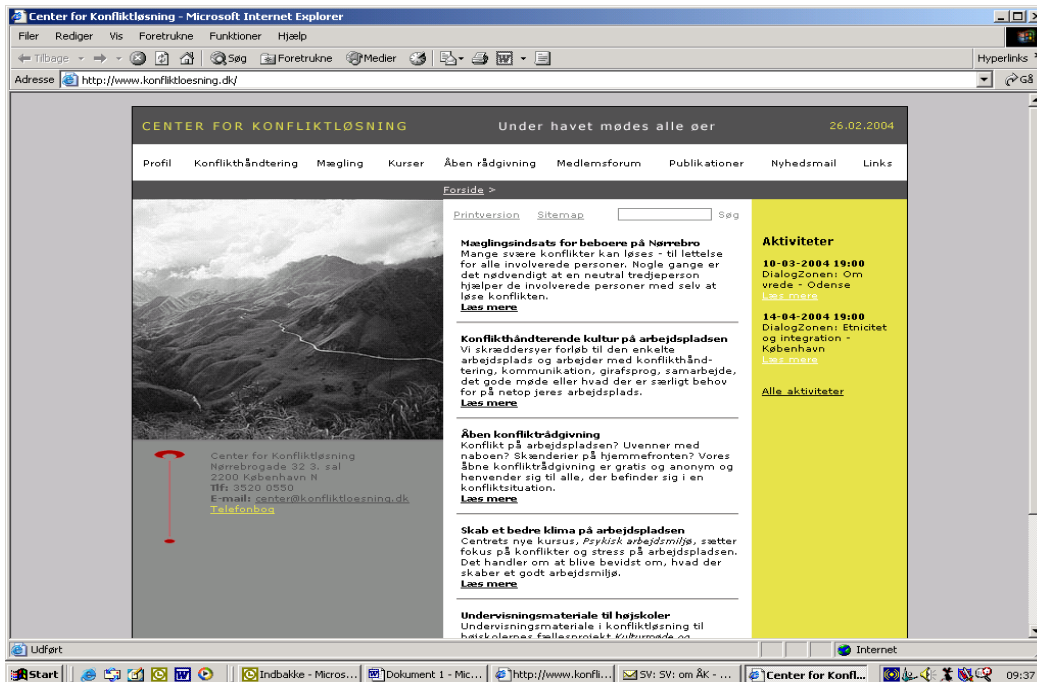 Center for Konfliktløsning - Microsoft Internet Explorer
Filer Rediger Vis Foretrukne Funktioner Hjælp
Tilbage Søg Foretrukne Medier Hyperlinks
Adresse http://www.konfliktloesning.dk/ Gå
CENTER FOR KONFLIKTLØSNING Under havet mødes alle øer 26.02.2004
Profil Konflikthåndtering Mægling Kurser Åben rådgivning Medlemsforum Publikationer Nyhedsmail Links
Forside >
Printversion Sitemap Søg
Mæglingsindsats for beboere på Nørrebro
Mange svære konflikter kan løses - til lettelse
for alle involverede personer. Nogle gange er
det nødvendigt at en neutral tredjeperson
hjælper de involverede personer med selv at
løse konflikten.
Læs mere
Konflikthåndterende kultur på arbejdspladsen
Vi skræddersyer forløb til den enkelte
arbejdsplads og arbejder med konflikthånd-
tering, kommunikation, girafsprog, samarbejde,
det gode møde eller hvad der er særligt behov
for på netop jeres arbejdsplads.
Læs mere
Åben konfliktrådgivning
Konflikt på arbejdspladsen? Uvenner med
naboen? Skænderier på hjemmefronten? Vores
åbne konfliktrådgivning er gratis og anonym og
henvender sig til alle, der befinder sig i en
konfliktsituation.
Læs mere
Skab et bedre klima på arbejdspladsen
Centrets nye kursus, Psykisk arbejdsmiljø, sætter
fokus på konflikter og stress på arbejdspladsen.
Det handler om at blive bevidst om, hvad der
skaber et godt arbejdsmiljø.
Læs mere
Undervisningsmateriale til højskoler
Undervisningsmateriale i konfliktløsning til
højskolernes fællesprojekt Kulturmøde og
Aktiviteter
10-03-2004 19:00
DialogZonen: Om
vrede - Odense
Læs mere
14-04-2004 19:00
DialogZonen: Etnicitet
og integration -
København
Læs mere
Alle aktiviteter
Center for Konfliktløsning
Nørrebrogade 32 3. sal
2200 København N
Tlf: 3520 0550
E-mail: center@konfliktloesning.dk
Telefonbog
Udført Internet
Start Indbakke - Micros... Dokument 1 - Mic... http://www.konfli... SV: SV: om ÅK - ... Center for Konfl... 09:37